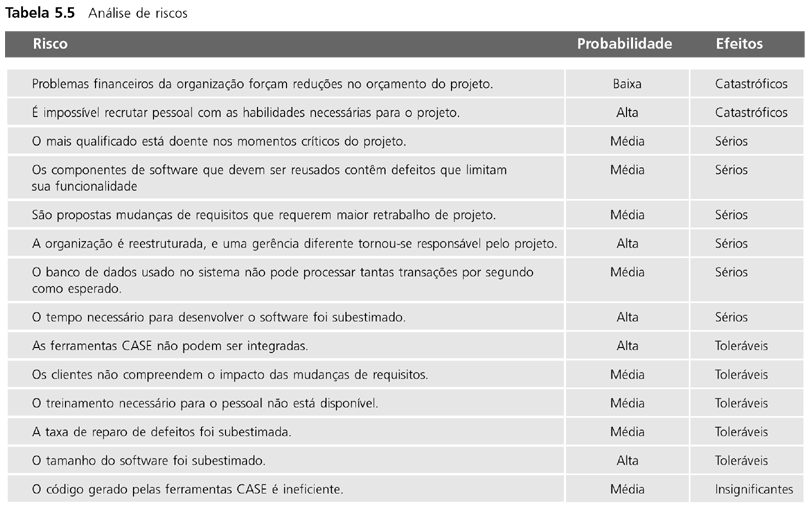 Tabela 5.5 Análise de riscos
Risco Probabilidade Efeitos
Problemas financeiros da organização forçam reduções no orçamento do projeto. Baixa Catastróficos
É impossível recrutar pessoal com as habilidades necessárias para o projeto. Alta Catastróficos
O mais qualificado está doente nos momentos críticos do projeto. Média Sérios
Os componentes de software que devem ser reusados contêm defeitos que limitam Média Sérios
sua funcionalidade
São propostas mudanças de requisitos que requerem maior retrabalho de projeto. Média Sérios
A organização é reestruturada, e uma gerência diferente tornou-se responsável pelo projeto. Alta Sérios
O banco de dados usado no sistema não pode processar tantas transações por segundo Média Sérios
como esperado.
O tempo necessário para desenvolver o software foi subestimado. Alta Sérios
As ferramentas CASE não podem ser integradas. Alta Toleráveis
Os clientes não compreendem o impacto das mudanças de requisitos. Média Toleráveis
O treinamento necessário para o pessoal não está disponível. Média Toleráveis
A taxa de reparo de defeitos foi subestimada. Média Toleráveis
O tamanho do software foi subestimado. Alta Toleráveis
O código gerado pelas ferramentas CASE é ineficiente. Média Insignificantes